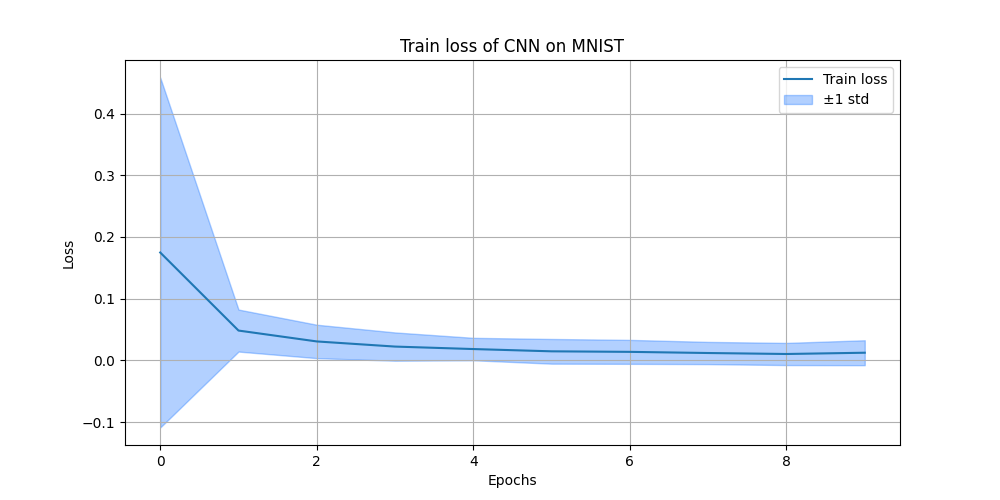 Train loss of CNN on MNIST
Train loss
±1 std
Loss
0.4
0.3
0.2
0.1
0.0
−0.1
0 2 4 6 8
Epochs